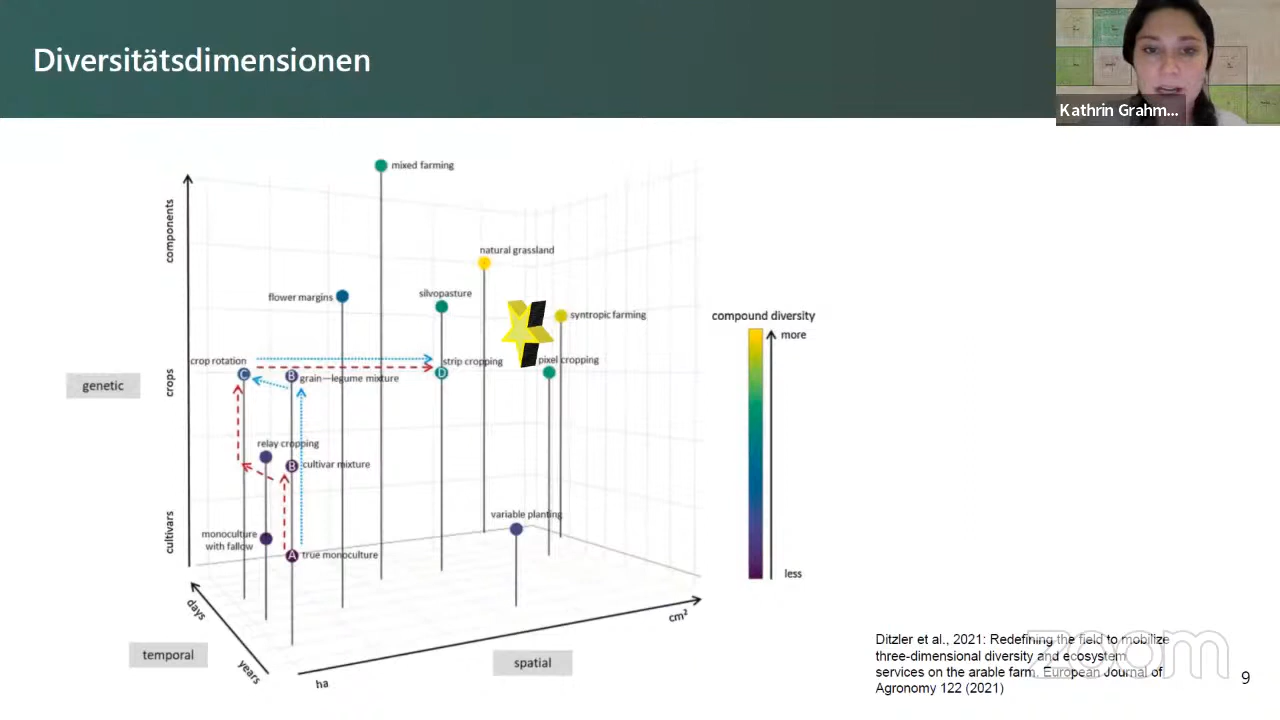 Diversitätsdimensionen
Kathrin Grahm...
mixed farming
components
natural grassland
flower margins
silvopasture
syntropic farming
compound diversity
more
crop rotation
strip cropping
pixel cropping
C
B
grain—legume mixture
D
genetic
crops
relay cropping
B
cultivar mixture
variable planting
cultivars
monoculture
with fallow
A
true monoculture
less
days
cm²
temporal
years
spatial
ha
Ditzler et al., 2021: Redefining the field to mobilize
three-dimensional diversity and ecosystem
services on the arable farm. European Journal of
Agronomy 122 (2021)
zoom
9